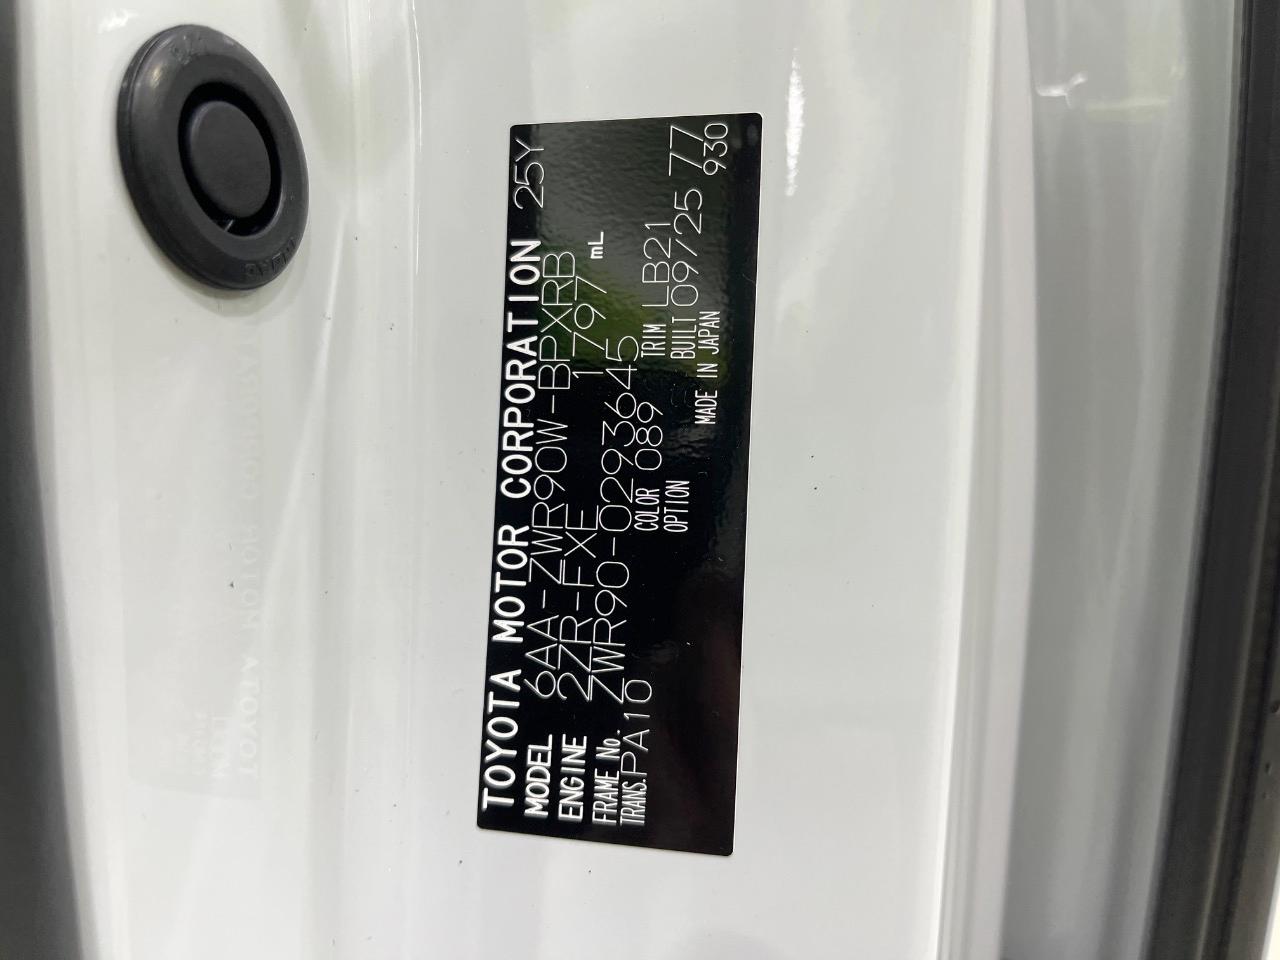 TOYOTA MOTOR CORPORATION 25Y
MODEL 6AA-ZWR90W-BPXRB
ENGINE 2ZR-FXE 1797 mL
FRAME No. ZWR90-0293645
TRANS. PA10 COLOR 089 TRIM LB21
OPTION BUILT 09/25 77
MADE IN JAPAN 930